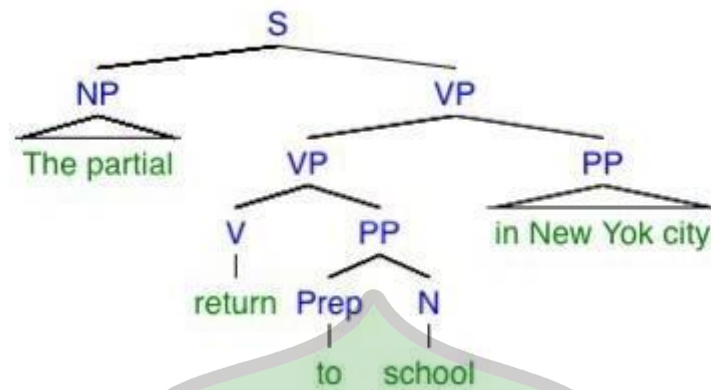 S
NP VP
The partial VP PP
V PP in New Yok city
return Prep N
to school